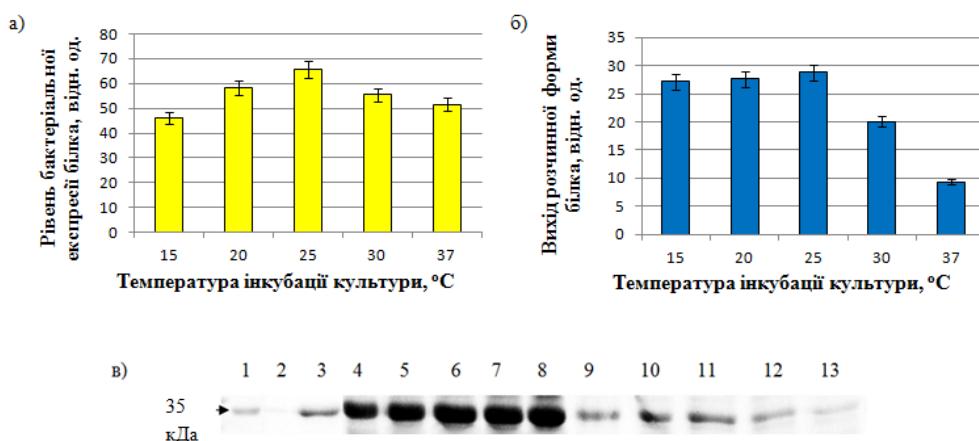 а)
Рівень бактеріальної
експресії білка, відн. од.
80
70
60
50
40
30
20
10
0
15 20 25 30 37
Температура інкубації культури, °С
б)
Вихід розчинної форми
білка, відн. од.
35
30
25
20
15
10
5
0
15 20 25 30 37
Температура інкубації культури, °С
в)
1 2 3 4 5 6 7 8 9 10 11 12 13
35
кДа